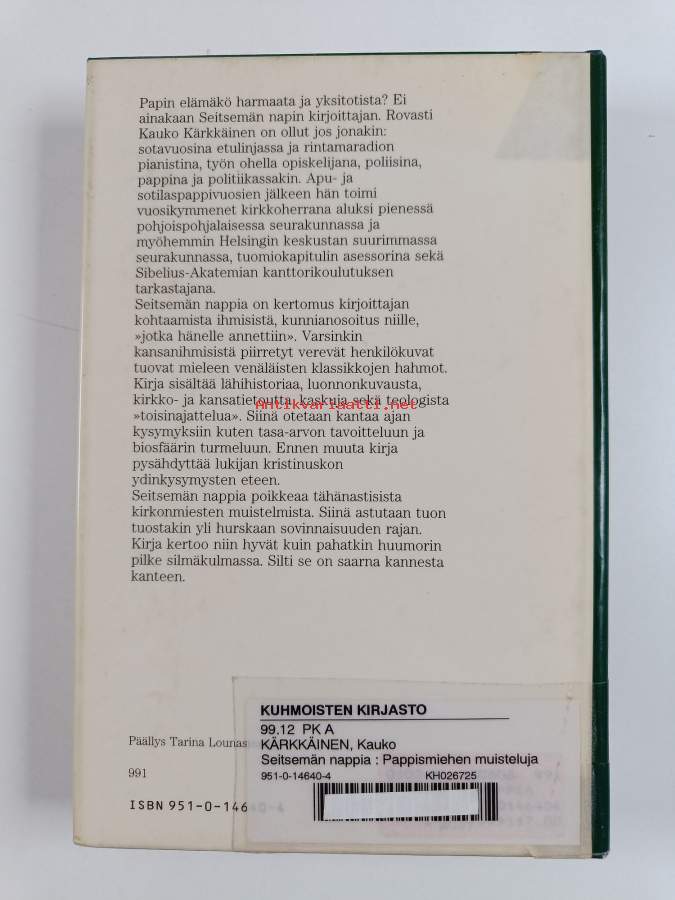 Papin elämäkö harmaata ja yksitotista? Ei
ainakaan Seitsemän napin kirjoittajan. Rovasti
Kauko Kärkkäinen on ollut jos jonakin:
sotavuosina etulinjassa ja rintamaradion
pianistina, työn ohella opiskelijana, poliisina,
pappina ja politiikassakin. Apu- ja
sotilaspappivuosien jälkeen hän toimi
vuosikymmenet kirkkoherrana aluksi pienessä
pohjoispohjalaisessa seurakunnassa ja
myöhemmin Helsingin keskustan suurimmassa
seurakunnassa, tuomiokapitulin asessorina sekä
Sibelius-Akatemian kanttorikoulutuksen
tarkastajana.
Seitsemän nappia on kertomus kirjoittajan
kohtaamista ihmisistä, kunnianosoitus niille,
»jotka hänelle annettiin». Varsinkin
kansanihmisistä piirretyt verevät henkilökuvat
tuovat mieleen venäläisten klassikkojen hahmot.
Kirja sisältää lähihistoriaa, luonnonkuvausta,
kirkko- ja kansatietoutta, kaskuja sekä teologista
Antikvariaatti.net
»toisinajattelua». Siinä otetaan kantaa ajan
kysymyksiin kuten tasa-arvon tavoitteluun ja
biosfäärin turmeluun. Ennen muuta kirja
pysähdyttää lukijan kristinuskon
ydinkysymysten eteen.
Seitsemän nappia poikkeaa tähänastisista
kirkonmiesten muistelmista. Siinä astutaan tuon
tuostakin yli hurskaan sovinnaisuuden rajan.
Kirja kertoo niin hyvät kuin pahatkin huumorin
pilke silmäkulmassa. Silti se on saarna kannesta
kanteen.
Päällys Tarina Lounas
991
ISBN 951-0-14640-4
KUHMOISTEN KIRJASTO
99.12 PK A
KÄRKKÄINEN, Kauko
Seitsemän nappia : Pappismiehen muisteluja
951-0-14640-4 KH026725